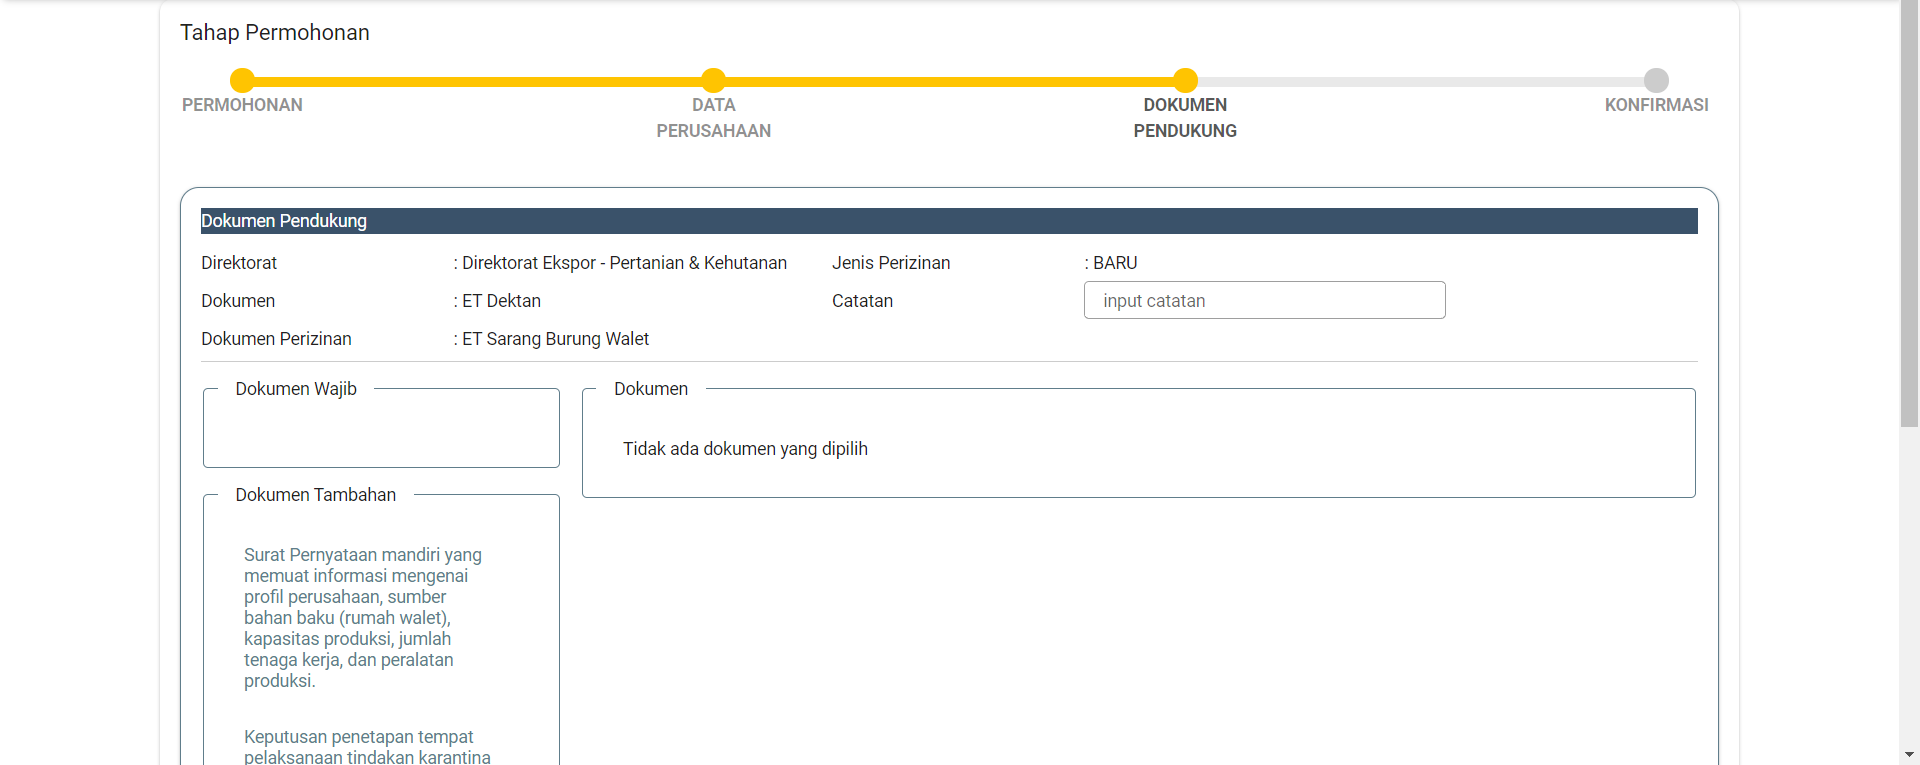 Tahap Permohonan
PERMOHONAN
DATA
PERUSAHAAN
DOKUMEN
PENDUKUNG
KONFIRMASI
Dokumen Pendukung
Direktorat : Direktorat Ekspor - Pertanian & Kehutanan Jenis Perizinan : BARU
Dokumen : ET Dektan Catatan input catatan
Dokumen Perizinan : ET Sarang Burung Walet
Dokumen Wajib
Dokumen
Tidak ada dokumen yang dipilih
Dokumen Tambahan
Surat Pernyataan mandiri yang
memuat informasi mengenai
profil perusahaan, sumber
bahan baku (rumah walet),
kapasitas produksi, jumlah
tenaga kerja, dan peralatan
produksi.
Keputusan penetapan tempat
pelaksanaan tindakan karantina